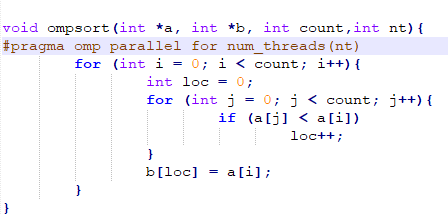 void ompsort(int *a, int *b, int count,int nt){
#pragma omp parallel for num_threads(nt)
        for (int i = 0; i < count; i++){
                int loc = 0;
                for (int j = 0; j < count; j++){
                        if (a[j] < a[i])
                                loc++;
                }
                b[loc] = a[i];
        }
}